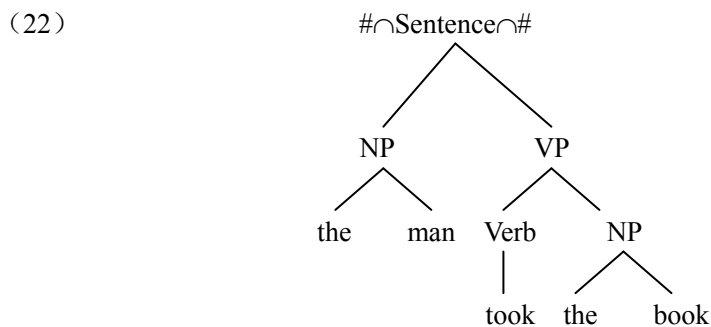 （22） #∩Sentence∩#
NP VP
the man Verb NP
took the book